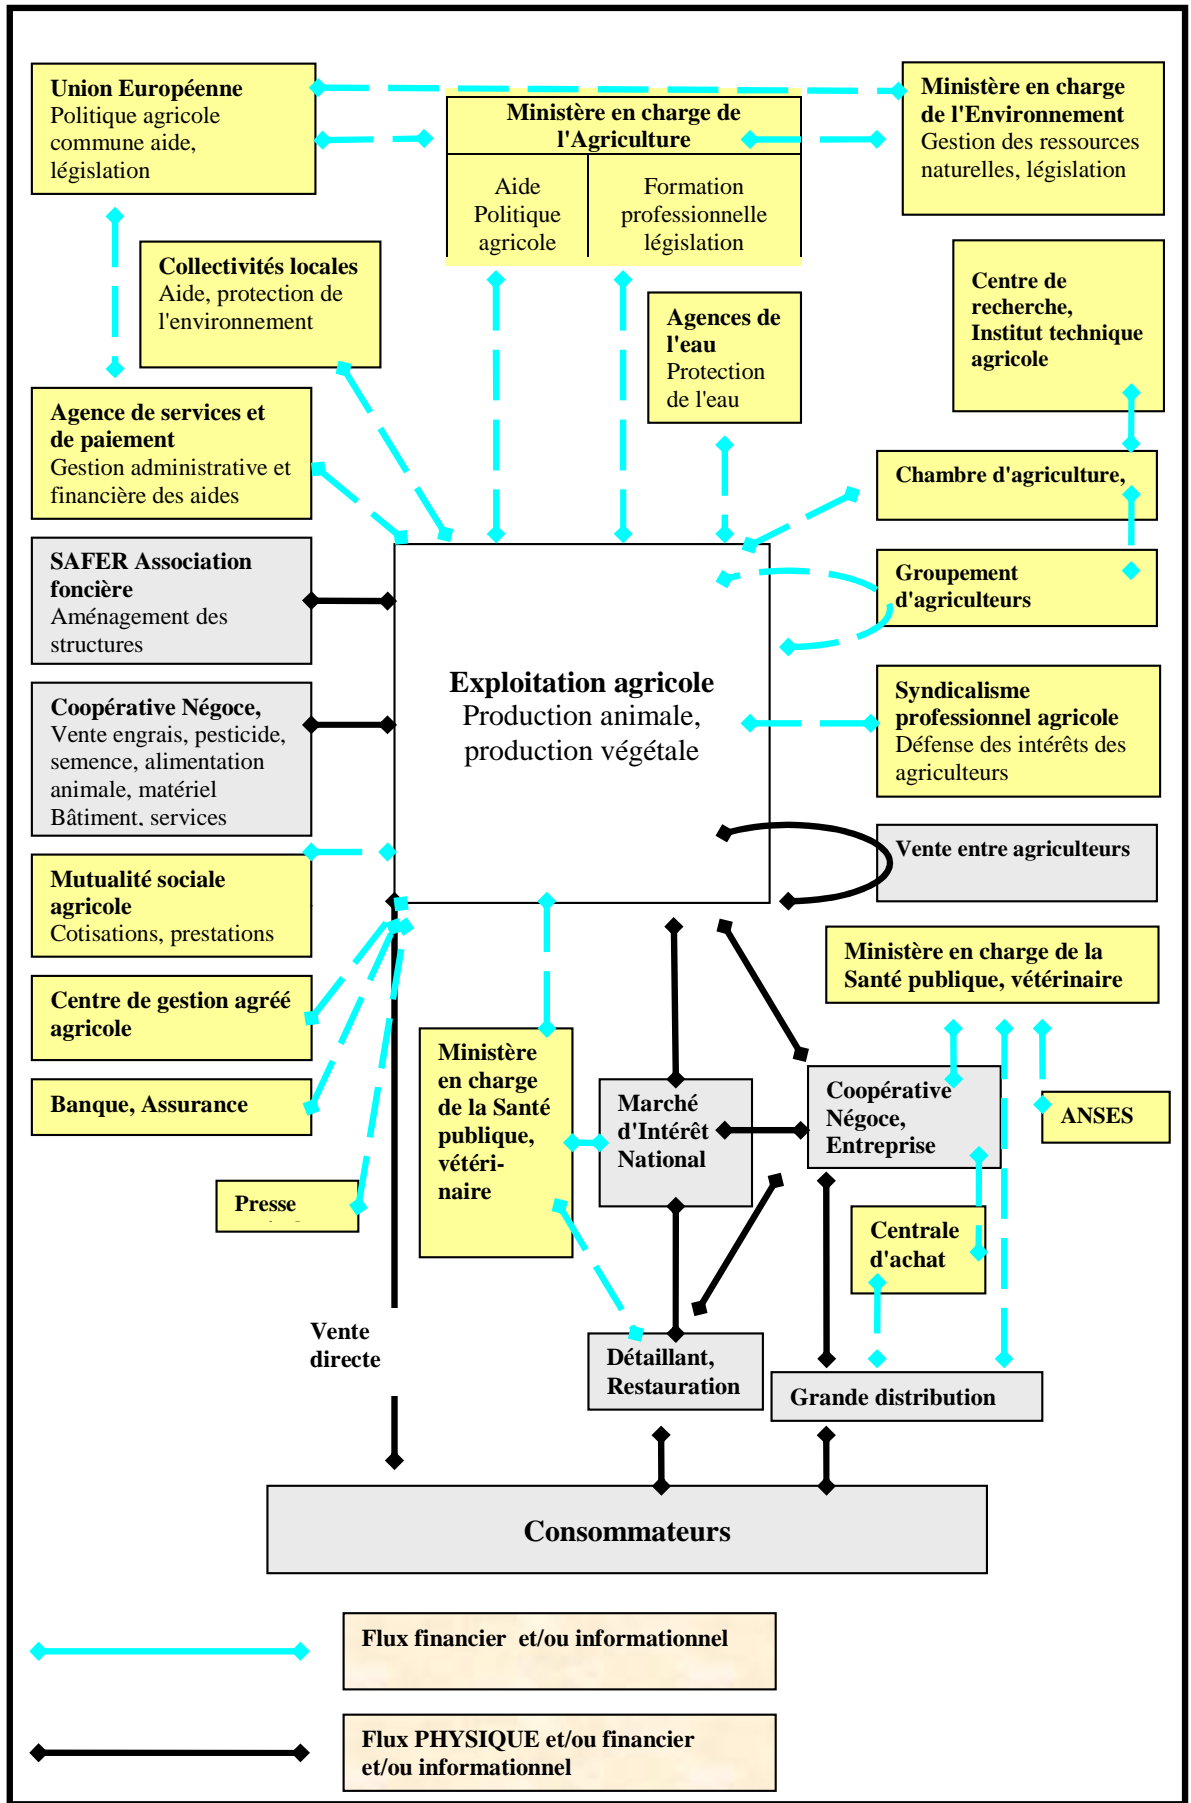 Union Européenne
Politique agricole
commune aide,
législation
Ministère en charge de
l'Agriculture
Aide
Politique
agricole
Formation
professionnelle
législation
Ministère en charge
de l'Environnement
Gestion des ressources
naturelles, législation
Collectivités locales
Aide, protection de
l'environnement
Agences de
l'eau
Protection
de l'eau
Centre de
recherche,
Institut technique
agricole
Agence de services et
de paiement
Gestion administrative et
financière des aides
Chambre d'agriculture,
SAFER Association
foncière
Aménagement des
structures
Groupement
d'agriculteurs
Exploitation agricole
Production animale,
production végétale
Coopérative Négoce,
Vente engrais, pesticide,
semence, alimentation
animale, matériel
Bâtiment, services
Syndicalisme
professionnel agricole
Défense des intérêts des
agriculteurs
Vente entre agriculteurs
Mutualité sociale
agricole
Cotisations, prestations
Ministère en charge de la
Santé publique, vétérinaire
Centre de gestion agréé
agricole
Banque, Assurance
Ministère
en charge
de la Santé
publique,
vétéri-
naire
Marché
d'Intérêt
National
Coopérative
Négoce,
Entreprise
ANSES
Presse
Centrale
d'achat
Vente
directe
Détaillant,
Restauration
Grande distribution
Consommateurs
Flux financier et/ou informationnel
Flux PHYSIQUE et/ou financier
et/ou informationnel